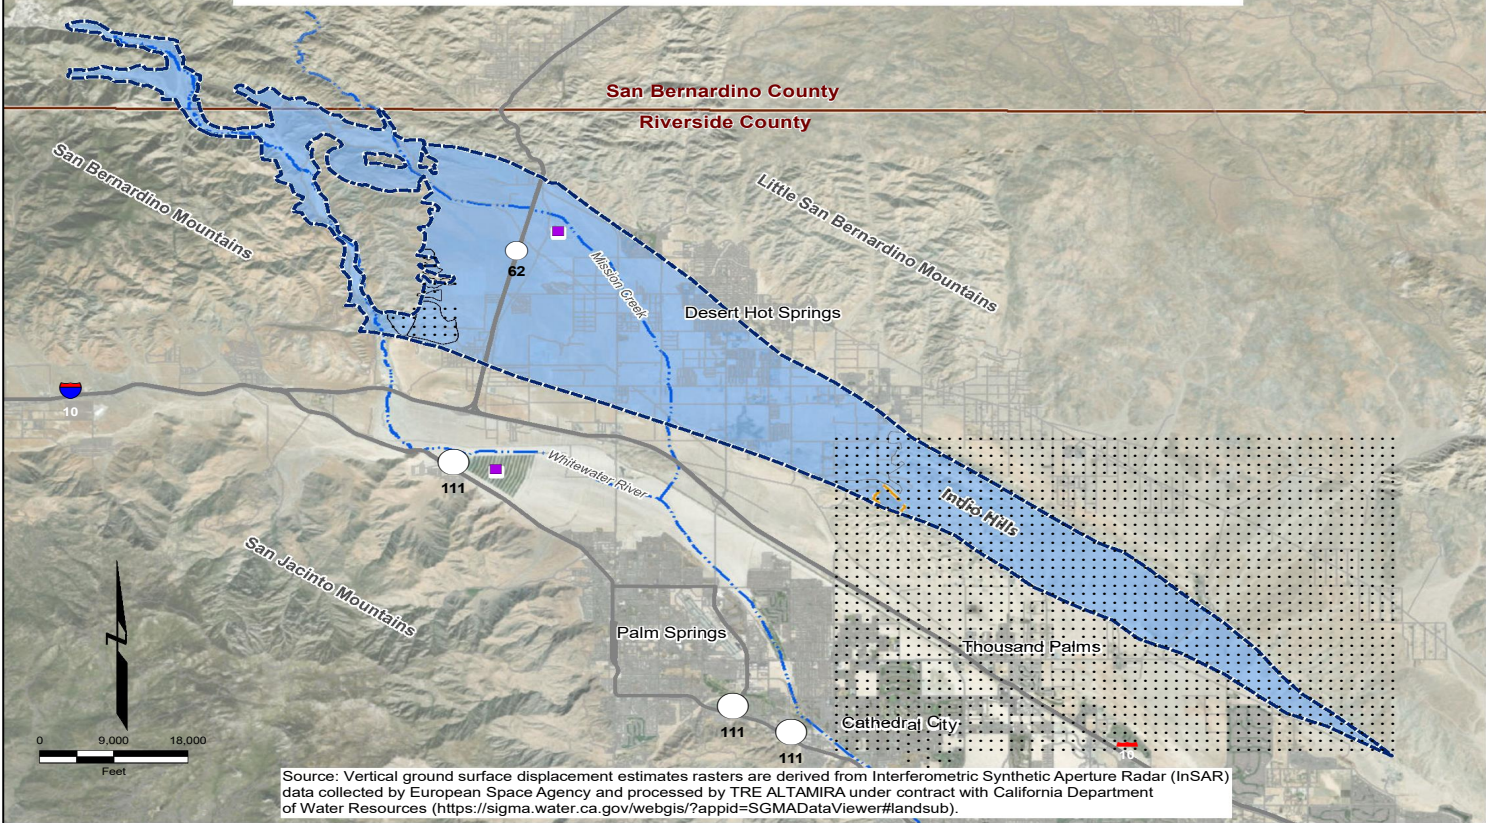 San Bernardino County
Riverside County
San Bernardino Mountains
Little San Bernardino Mountains
62
Mission Creek
Desert Hot Springs
10
111
Whitewater River
Indio Hills
San Jacinto Mountains
Palm Springs
Thousand Palms
Cathedral City
111
111
10
0 9,000 18,000
Feet
Source: Vertical ground surface displacement estimates rasters are derived from Interferometric Synthetic Aperture Radar (InSAR)
data collected by European Space Agency and processed by TRE ALTAMIRA under contract with California Department
of Water Resources (https://sigma.water.ca.gov/webgis/?appid=SGMADataViewer#landsub).